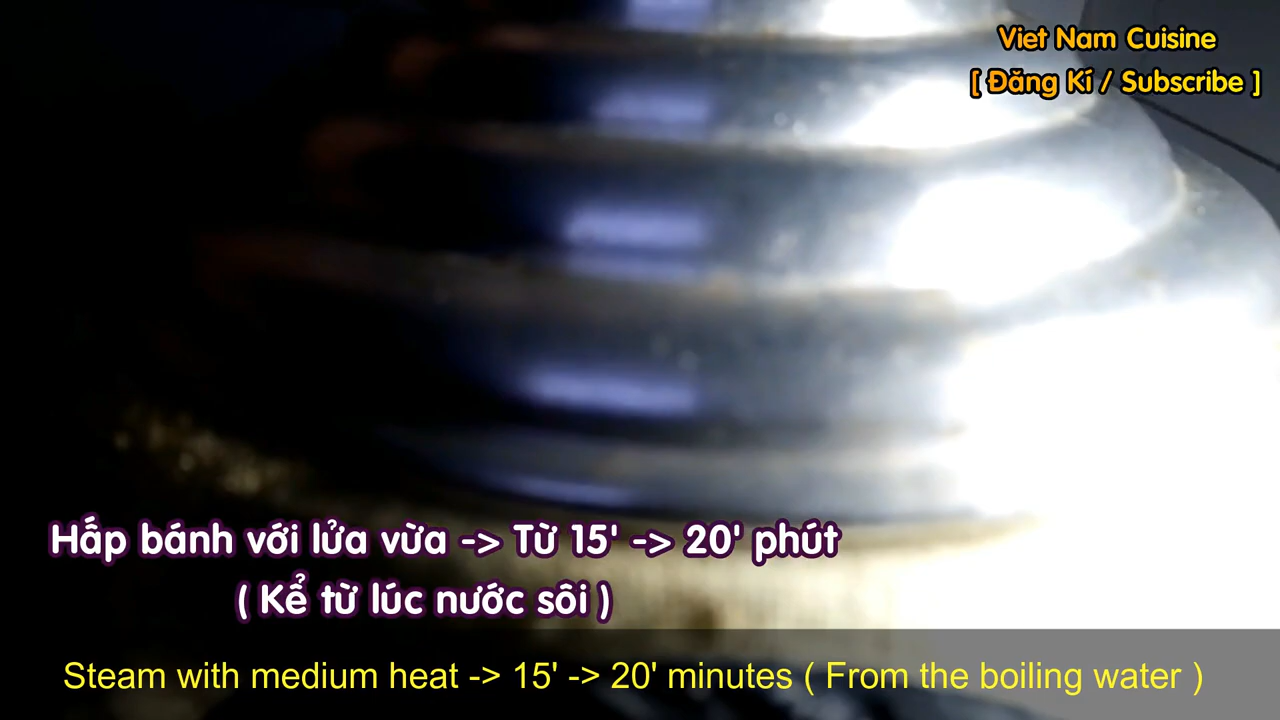 Viet Nam Cuisine
[ Đăng Kí / Subscribe ]
Hấp bánh với lửa vừa -> Từ 15' -> 20' phút
( Kể từ lúc nước sôi )
Steam with medium heat -> 15' -> 20' minutes ( From the boiling water )